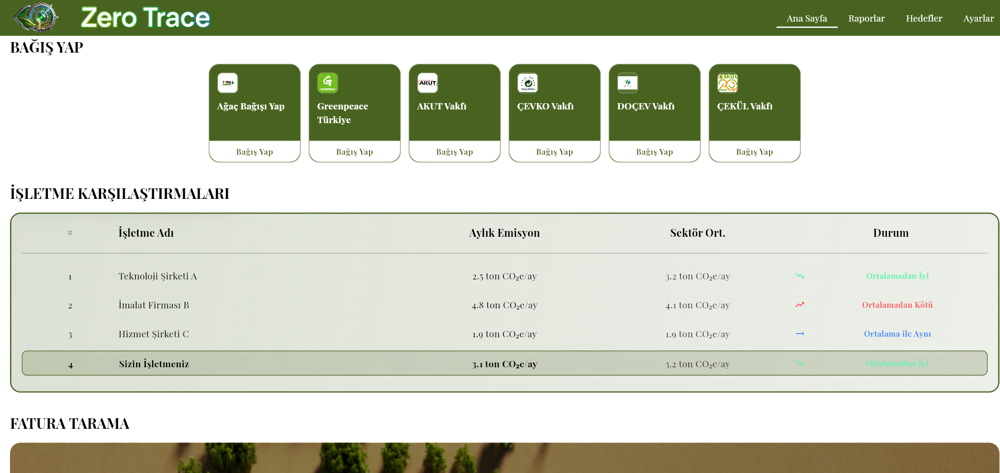 Zero Trace
Ana Sayfa Raporlar Hedefler Ayarlar
BAĞIŞ YAP
TEMA
GREENPEACE
AKUT
ÇEVKO
ÇEKÜL
20
yıl
Ağaç Bağışı Yap
Greenpeace
Türkiye
AKUT Vakfı
ÇEVKO Vakfı
DOÇEV Vakfı
ÇEKÜL Vakfı
Bağış Yap Bağış Yap Bağış Yap Bağış Yap Bağış Yap Bağış Yap
İŞLETME KARŞILAŞTIRMALARI
# İşletme Adı Aylık Emisyon Sektör Ort. Durum
1 Teknoloji Şirketi A 2.5 ton CO₂e/ay 3.2 ton CO₂e/ay Ortalamadan İyi
2 İmalat Firması B 4.8 ton CO₂e/ay 4.1 ton CO₂e/ay Ortalamadan Kötü
3 Hizmet Şirketi C 1.9 ton CO₂e/ay 1.9 ton CO₂e/ay Ortalama ile Aynı
4 Sizin İşletmeniz 3.1 ton CO₂e/ay 3.2 ton CO₂e/ay Ortalamadan İyi
FATURA TARAMA